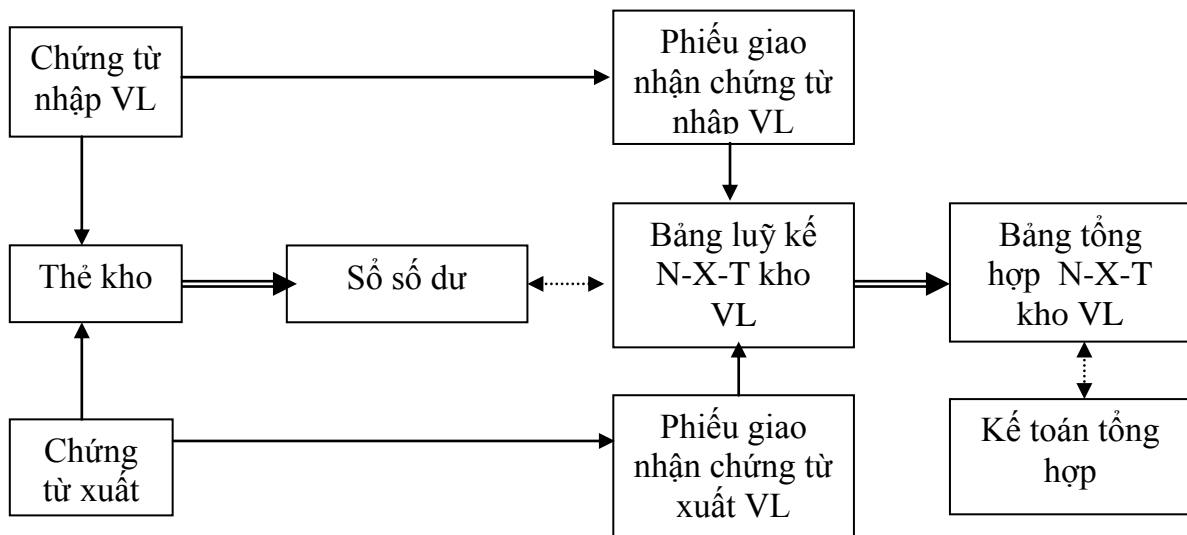 Chứng từ
nhập VL
Phiếu giao
nhận chứng từ
nhập VL
Thẻ kho
Sổ số dư
Bảng luỹ kế
N-X-T kho
VL
Bảng tổng
hợp N-X-T
kho VL
Chứng
từ xuất
Phiếu giao
nhận chứng từ
xuất VL
Kế toán tổng
hợp